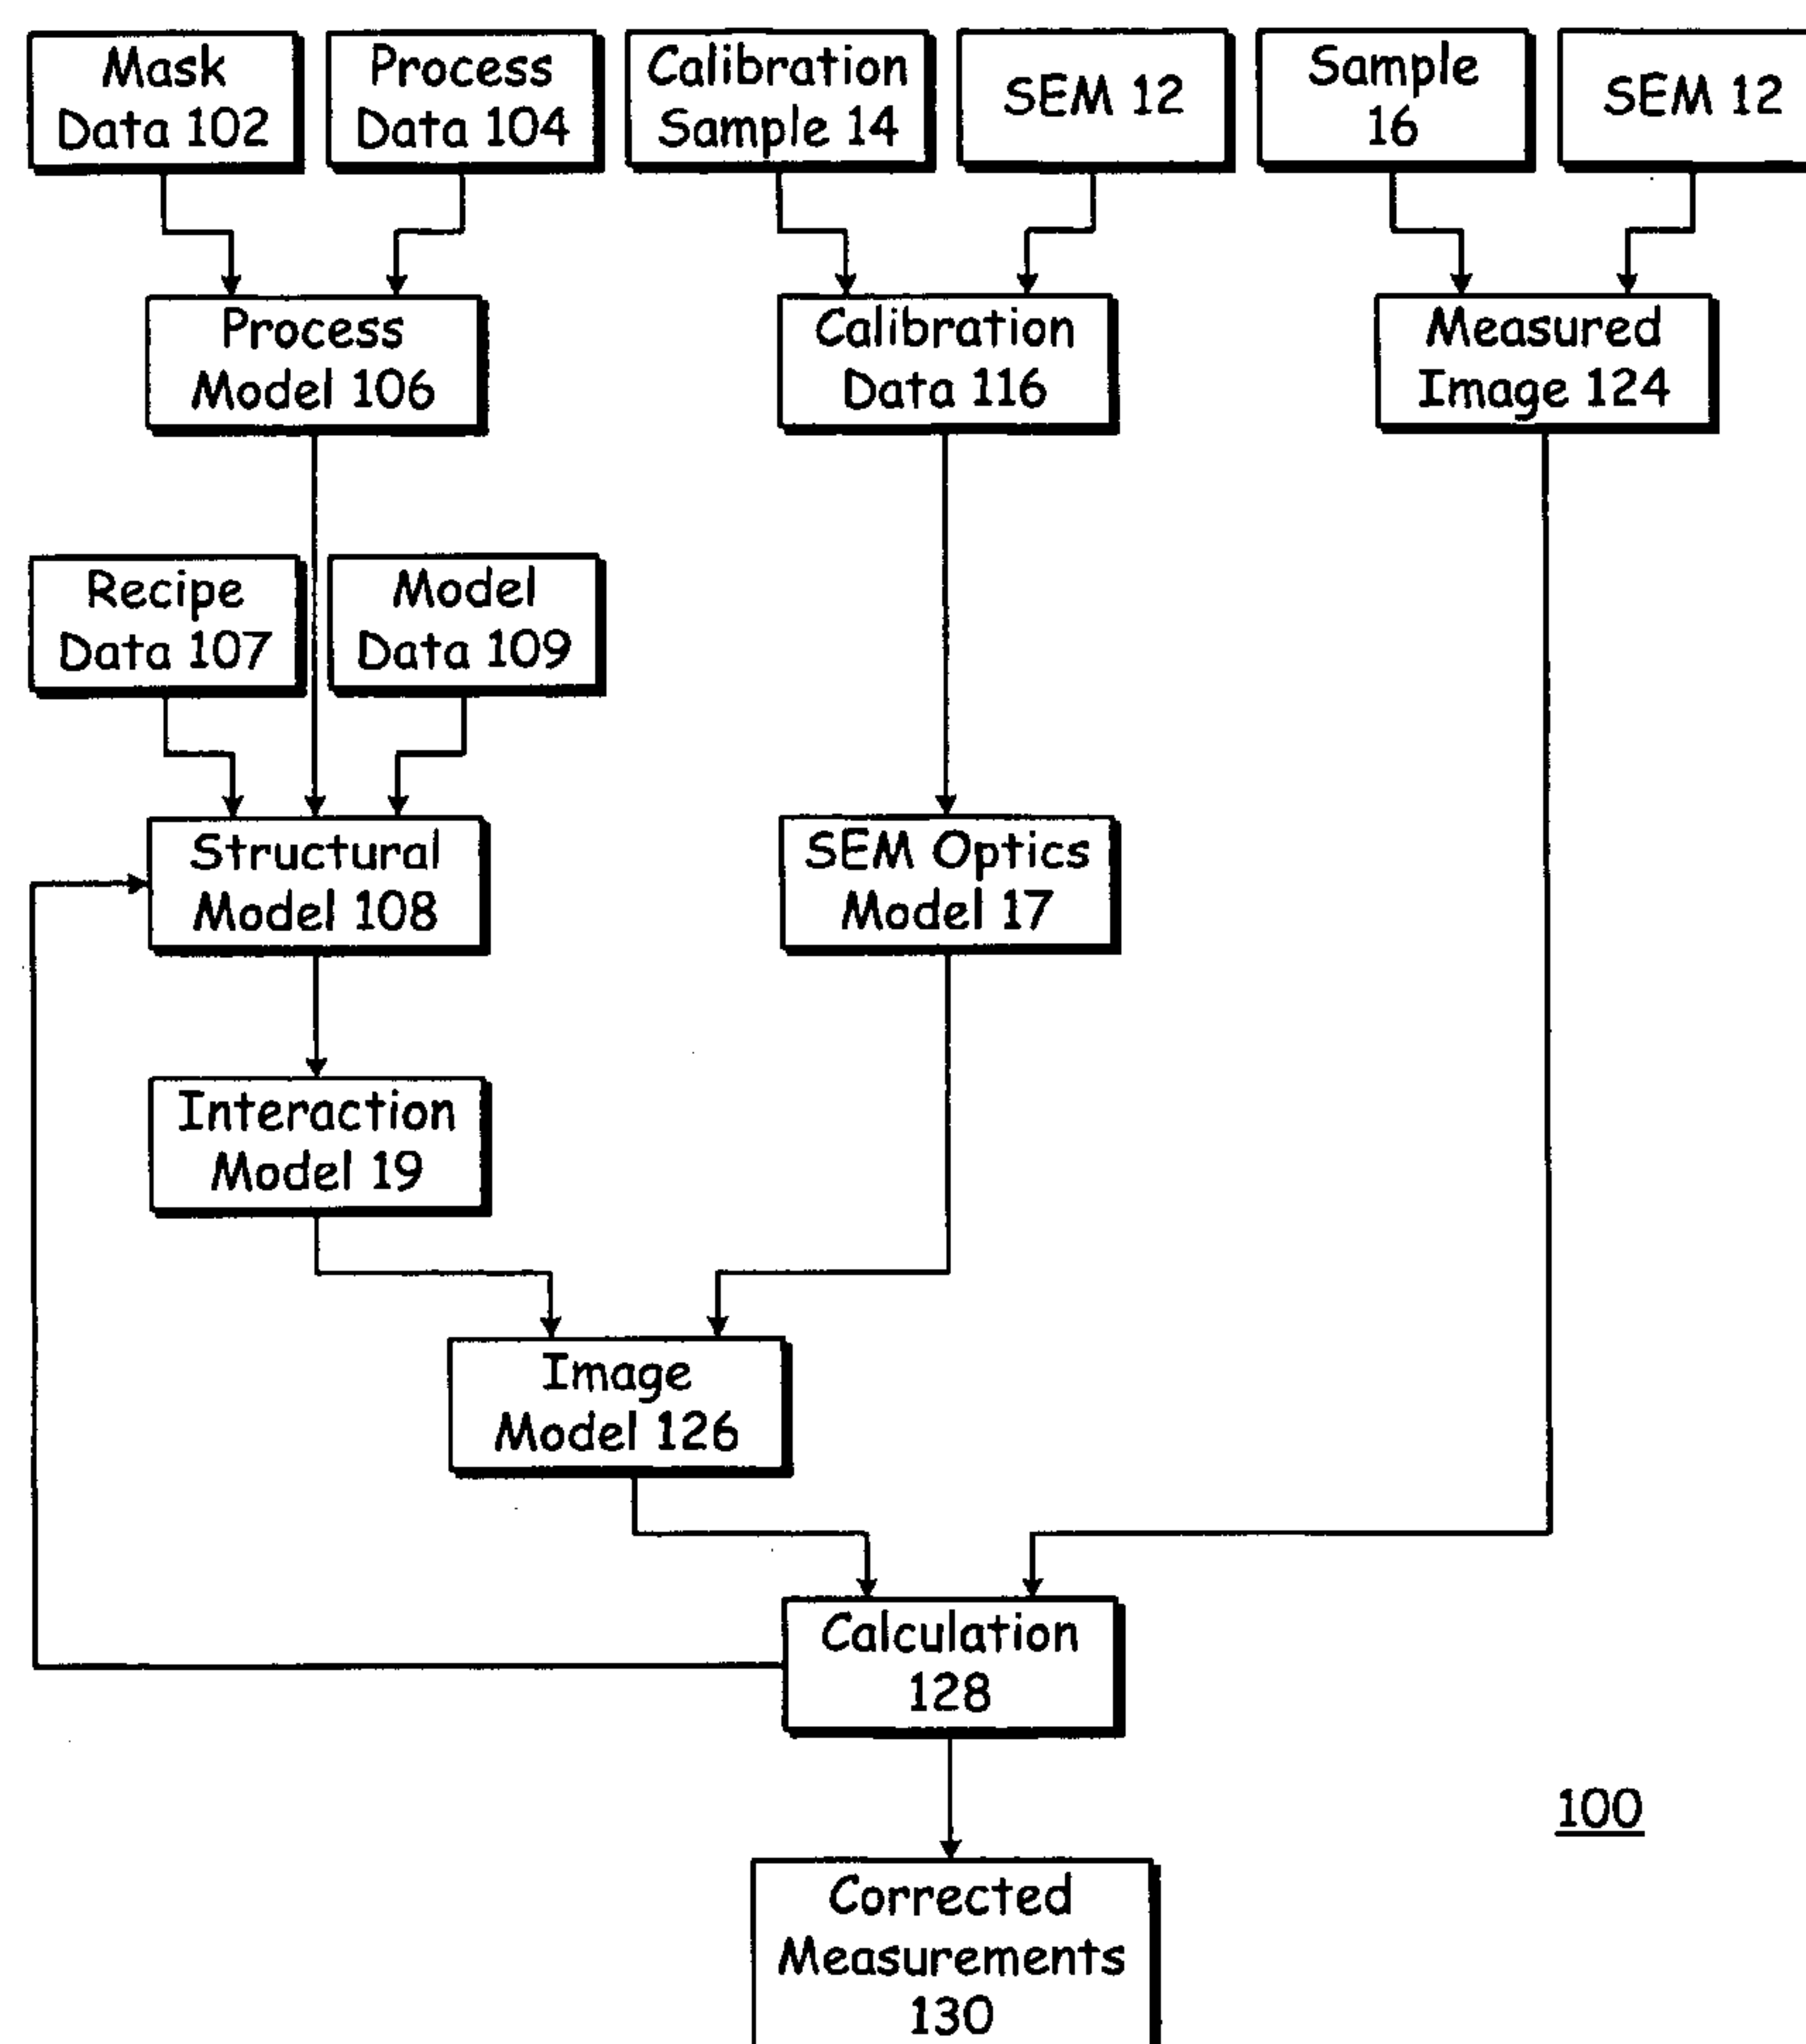 Mask
Data 102
Process
Data 104
Calibration
Sample 14
SEM 12
Sample
16
SEM 12
Process
Model 106
Calibration
Data 116
Measured
Image 124
Recipe
Data 107
Model
Data 109
Structural
Model 108
SEM Optics
Model 17
Interaction
Model 19
Image
Model 126
Calculation
128
100
Corrected
Measurements
130